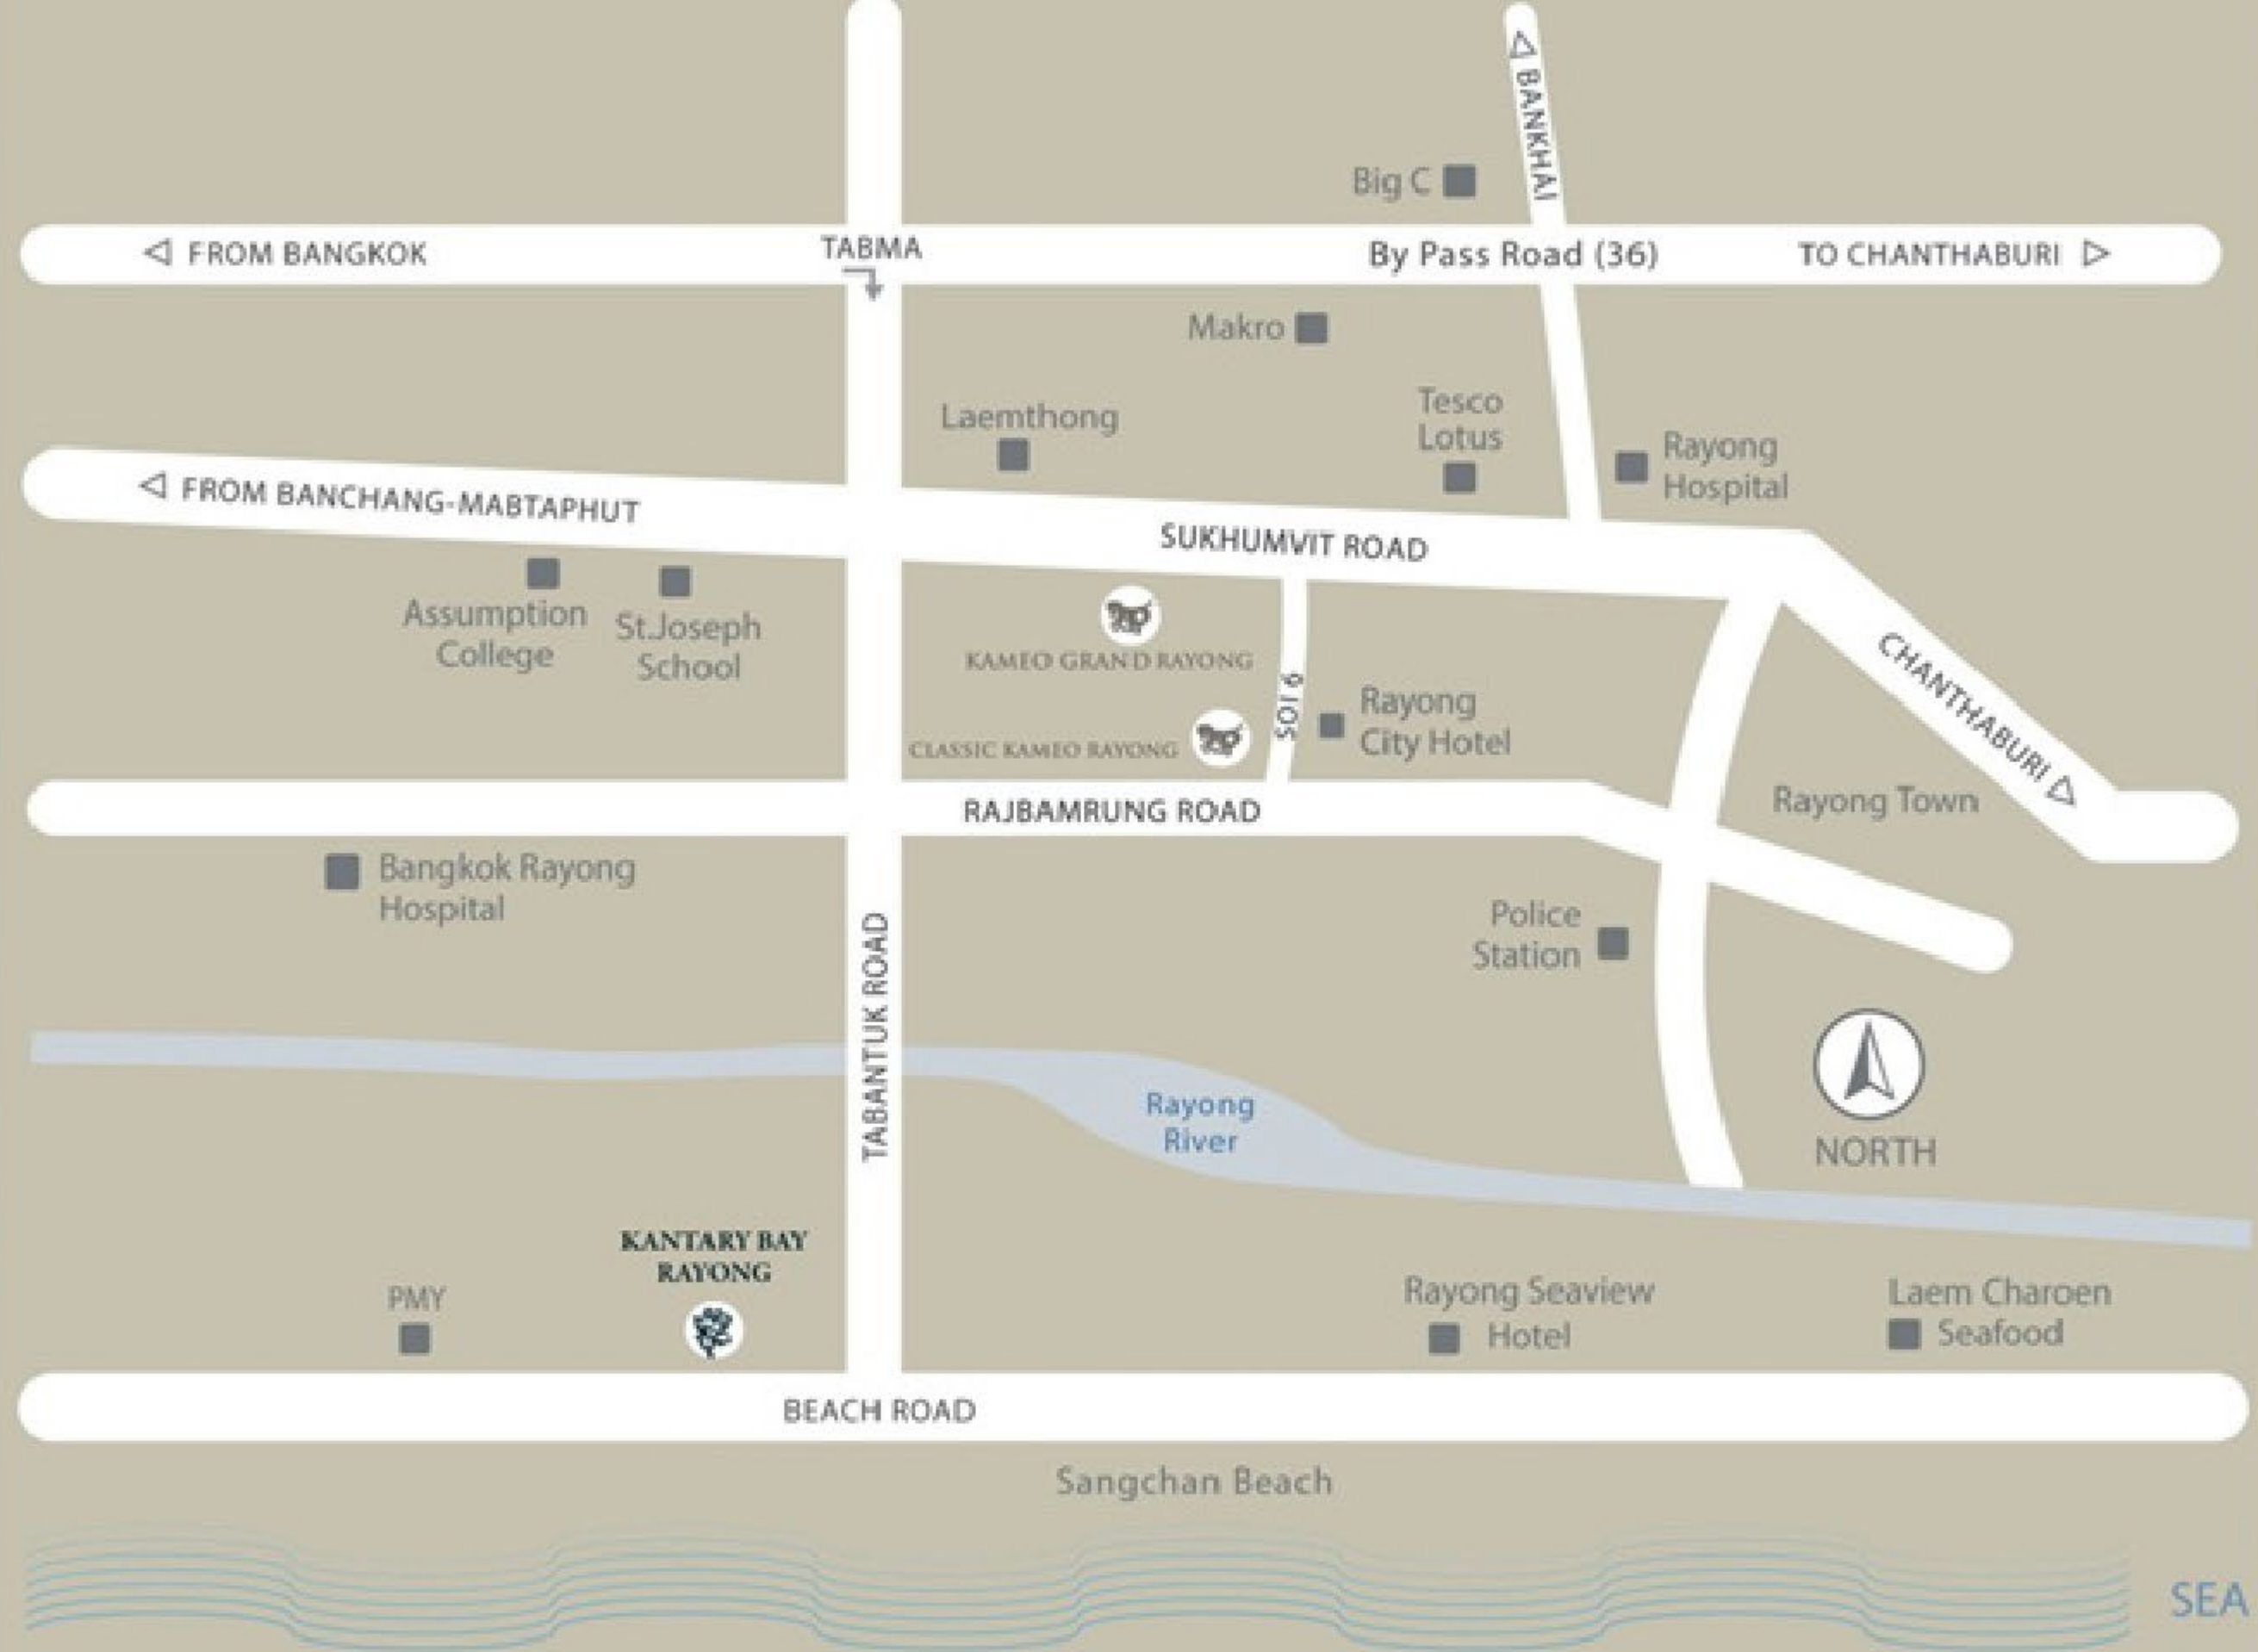 BANKHAI
Big C
FROM BANGKOK
TABMA
By Pass Road (36)
TO CHANTHABURI
Makro
Laemthong
Tesco
Lotus
Rayong
Hospital
FROM BANCHANG-MABTAPHUT
SUKHUMVIT ROAD
Assumption
College
St.Joseph
School
KAMEO GRAND RAYONG
SOI 6
Rayong
City Hotel
CLASSIC KAMEO RAYONG
CHANTHABURI
Rayong Town
RAJBAMRUNG ROAD
Bangkok Rayong
Hospital
Police
Station
TABANTUK ROAD
Rayong
River
NORTH
KANTARY BAY
RAYONG
PMY
Rayong Seaview
Hotel
Laem Charoen
Seafood
BEACH ROAD
Sangchan Beach
SEA